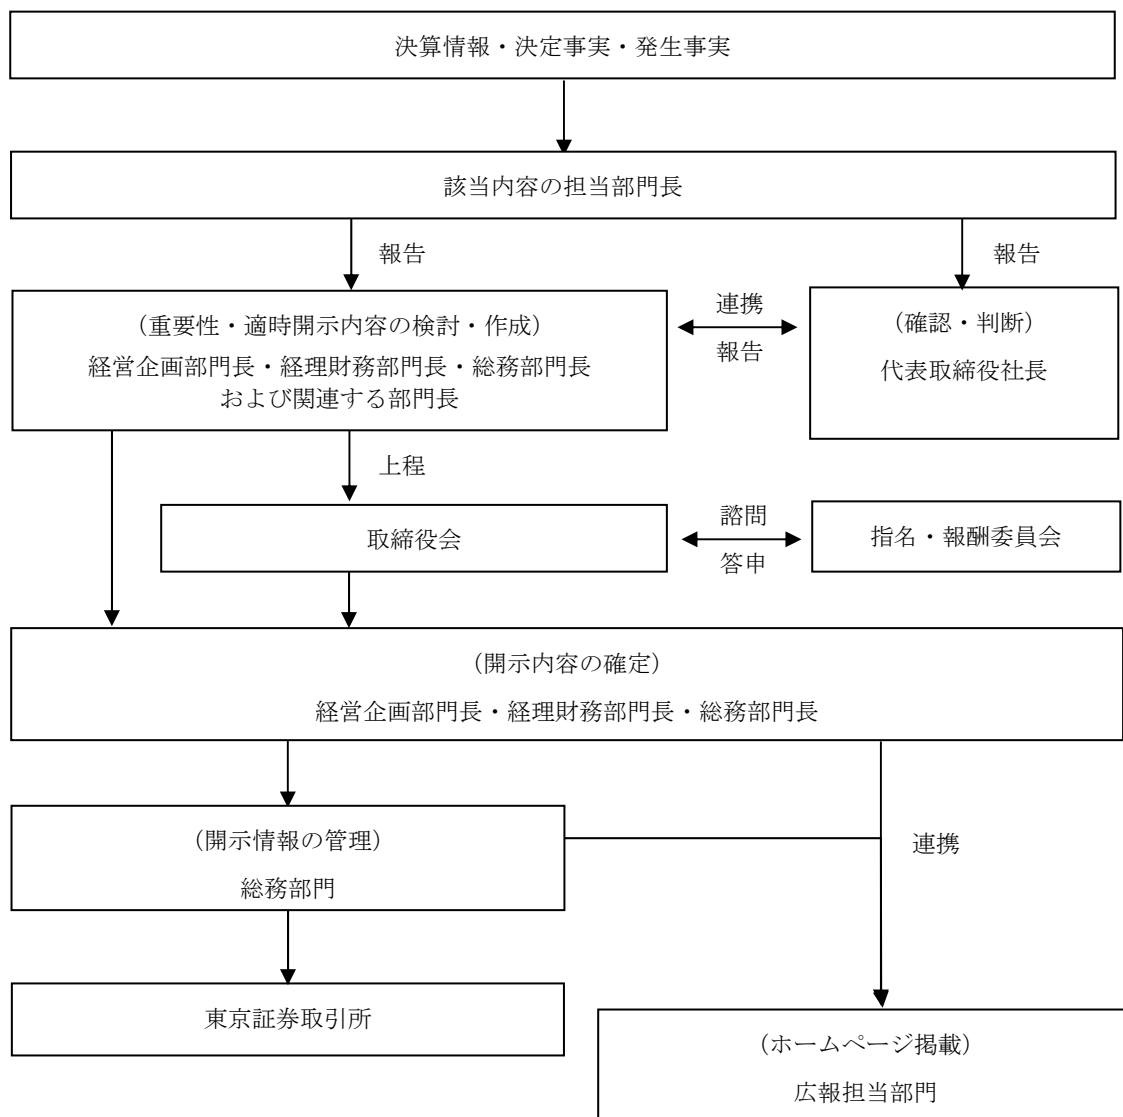 決算情報・決定事実・発生事実
該当内容の担当部門長
報告
報告
(重要性・適時開示内容の検討・作成)
経営企画部門長・経理財務部門長・総務部門長
および関連する部門長
連携
報告
(確認・判断)
代表取締役社長
上程
取締役会
諮問
答申
指名・報酬委員会
(開示内容の確定)
経営企画部門長・経理財務部門長・総務部門長
(開示情報の管理)
総務部門
連携
東京証券取引所
(ホームページ掲載)
広報担当部門